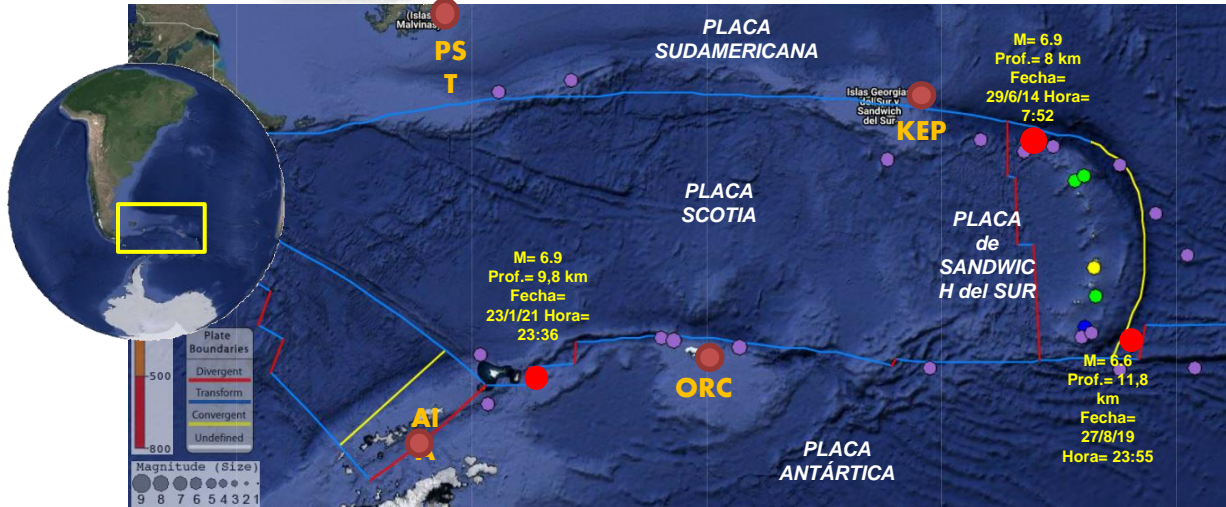 (Islas
Malvinas)
PS
T
PLACA
SUDAMERICANA
M= 6.9
Prof.= 8 km
Fecha=
29/6/14 Hora=
7:52
Islas Georgias
del Sur y
Sandwich
del Sur
KEP
PLACA
SCOTIA
PLACA
de
SANDWIC
H del SUR
M= 6.9
Prof.= 9,8 km
Fecha=
23/1/21 Hora=
23:36
ORC
AI
A
M= 6.6
Prof.= 11,8
km
Fecha=
27/8/19
Hora= 23:55
PLACA
ANTÁRTICA
-500
-800
Plate
Boundaries
Divergent
Transform
Convergent
Undefined
Magnitude (Size)
9 8 7 6 5 4 3 2 1